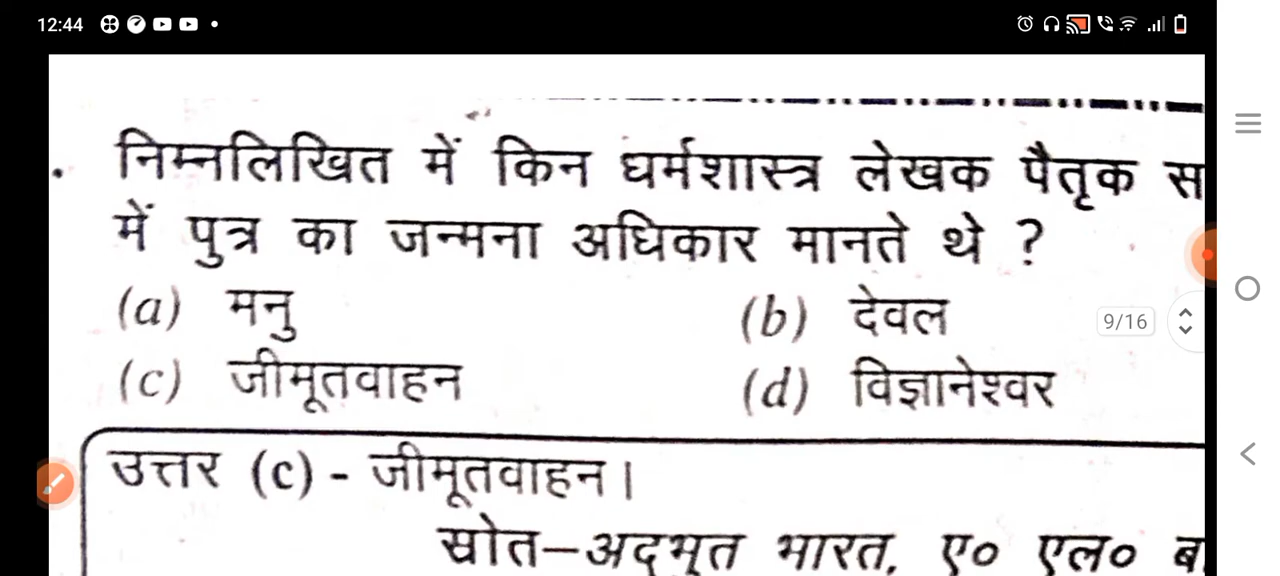 12:44
. निम्नलिखित में किन धर्मशास्त्र लेखक पैतृक स
में पुत्र का जन्मना अधिकार मानते थे ?
(a) मनु (b) देवल
9/16
(c) जीमूतवाहन (d) विज्ञानेश्वर
उत्तर (c) - जीमूतवाहन।
स्रोत–अद्भुत भारत, ए० एल० ब